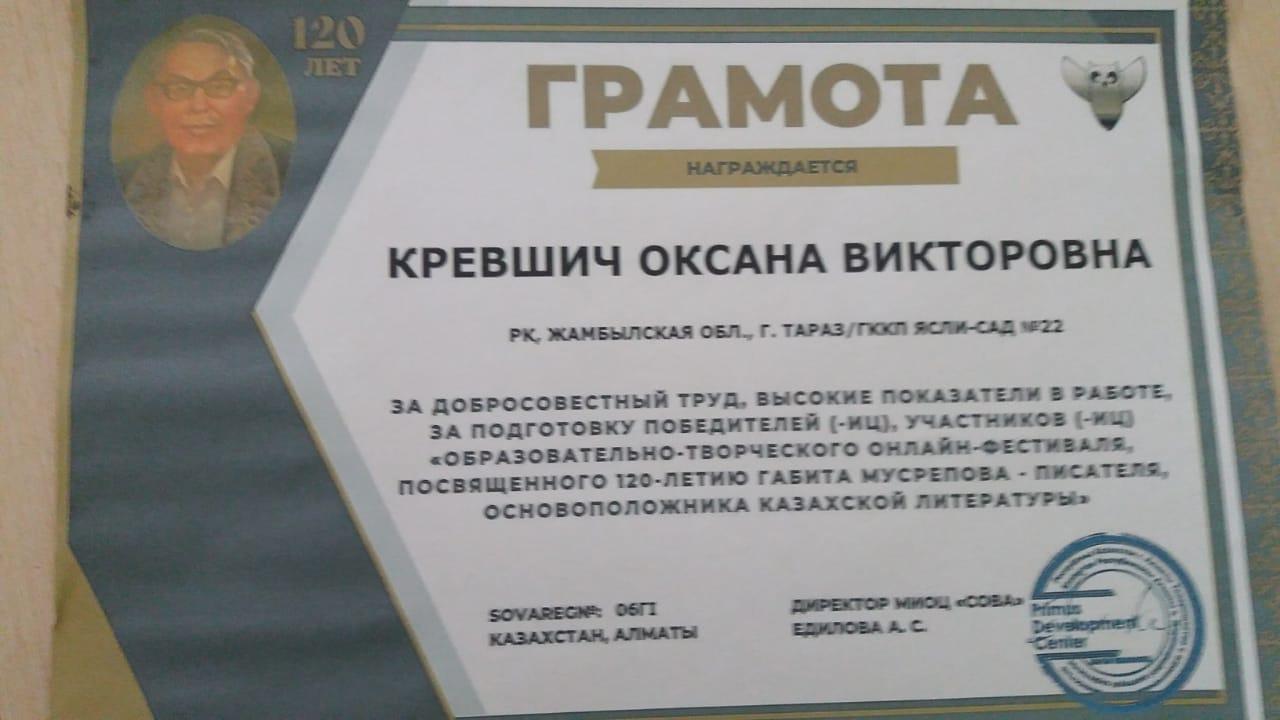 120
ЛЕТ
ГРАМОТА
НАГРАЖДАЕТСЯ
КРЕВШИЧ ОКСАНА ВИКТОРОВНА
РК, ЖАМБЫЛСКАЯ ОБЛ., Г. ТАРАЗ/ГККП ЯСЛИ-САД №22
ЗА ДОБРОСОВЕСТНЫЙ ТРУД, ВЫСОКИЕ ПОКАЗАТЕЛИ В РАБОТЕ,
ЗА ПОДГОТОВКУ ПОБЕДИТЕЛЕЙ (-ИЦ), УЧАСТНИКОВ (-ИЦ)
«ОБРАЗОВАТЕЛЬНО-ТВОРЧЕСКОГО ОНЛАЙН-ФЕСТИВАЛЯ,
ПОСВЯЩЕННОГО 120-ЛЕТИЮ ГАБИТА МУСРЕПОВА - ПИСАТЕЛЯ,
ОСНОВОПОЛОЖНИКА КАЗАХСКОЙ ЛИТЕРАТУРЫ»
SOVAREG№: 06Г1
КАЗАХСТАН, АЛМАТЫ
ДИРЕКТОР МИОЦ «СОВА»
ЕДИЛОВА А. С.
Primus
Development
Center